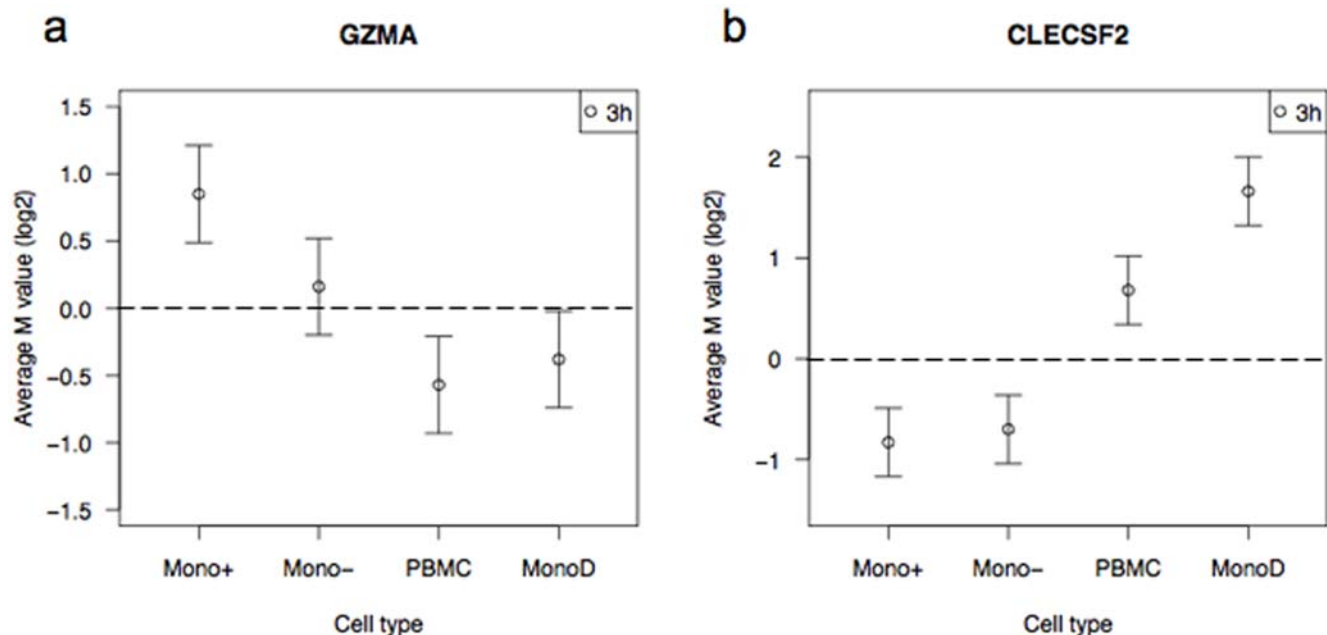 a
GZMA
3h
1.5
1.0
0.5
0.0
−0.5
−1.0
−1.5
Average M value (log2)
Mono+ Mono− PBMC MonoD
Cell type
b
CLECSF2
3h
2
1
0
−1
Average M value (log2)
Mono+ Mono− PBMC MonoD
Cell type